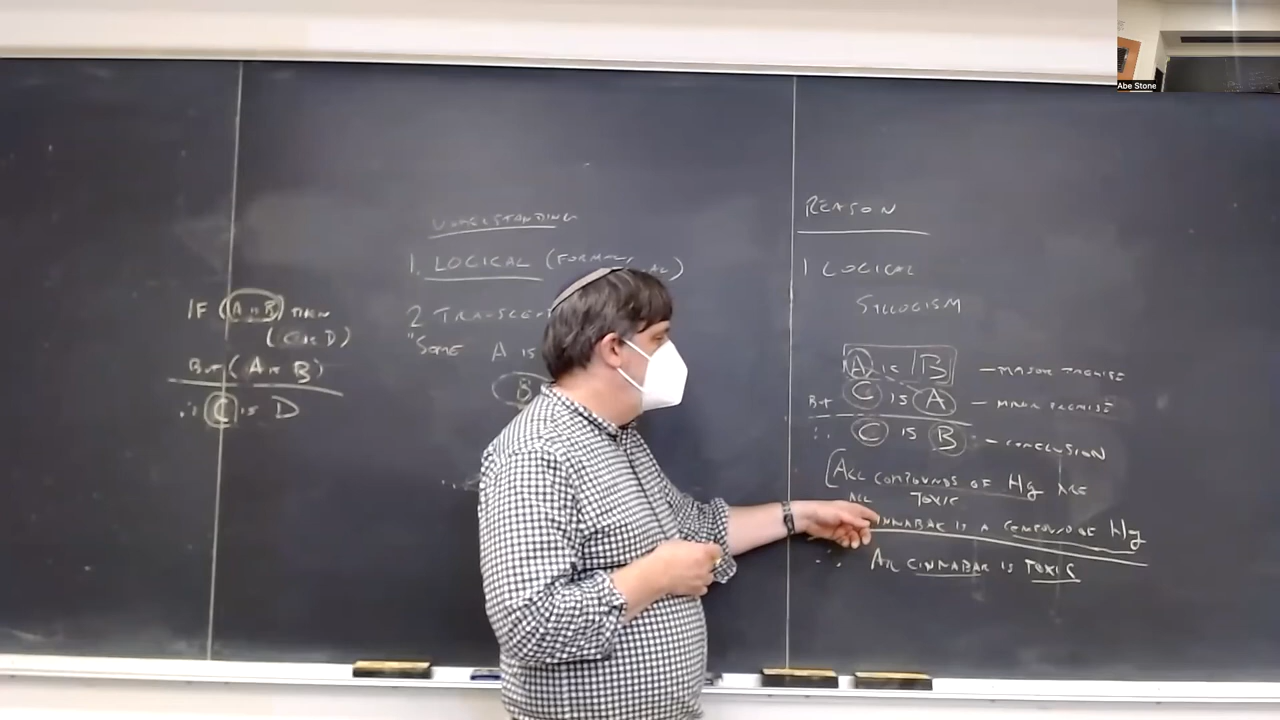 IF (A is B) THEN
(C is D)
BUT (A is B)
∴ C is D
UNDERSTANDING
1. LOGICAL (FORMAL,
2 TRANSCEN
"SOME A is
B
REASON
1 LOGICAL
SYLLOGISM
A is B — MAJOR PREMISE
BUT C is A — MINOR PREMISE
∴ C is B — CONCLUSION
ALL COMPOUNDS OF Hg ARE
TOXIC
ALL
INNABAR IS A COMPOUND OF Hg
∴ ALL CINNABAR IS TOXIC
Abe Stone